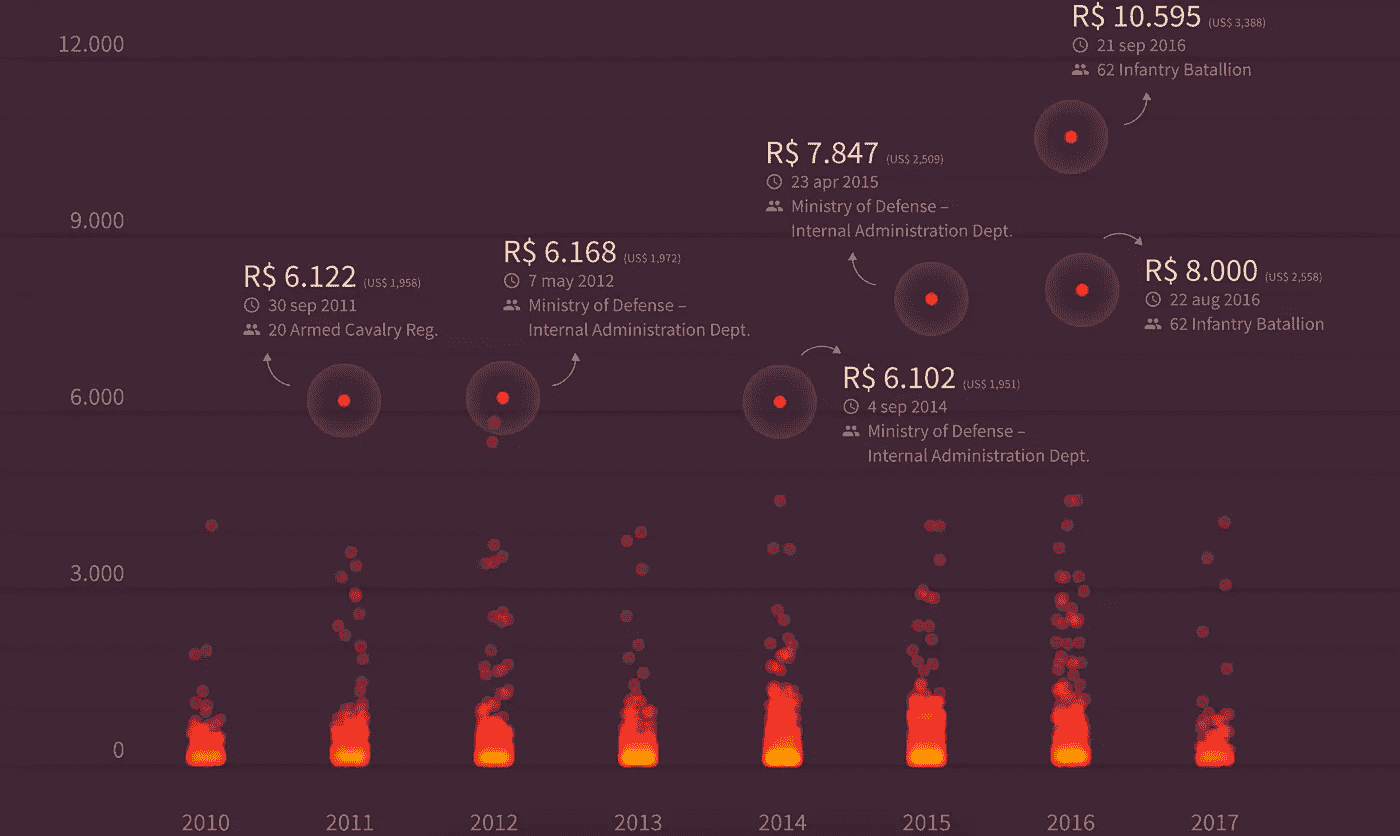 12.000
9.000
6.000
3.000
0
R$ 6.122 (US$ 1,958)
30 sep 2011
20 Armed Cavalry Reg.
R$ 6.168 (US$ 1,972)
7 may 2012
Ministry of Defense –
Internal Administration Dept.
R$ 7.847 (US$ 2,509)
23 apr 2015
Ministry of Defense –
Internal Administration Dept.
R$ 6.102 (US$ 1,951)
4 sep 2014
Ministry of Defense –
Internal Administration Dept.
R$ 10.595 (US$ 3,388)
21 sep 2016
62 Infantry Batallion
R$ 8.000 (US$ 2,558)
22 aug 2016
62 Infantry Batallion
2010 2011 2012 2013 2014 2015 2016 2017